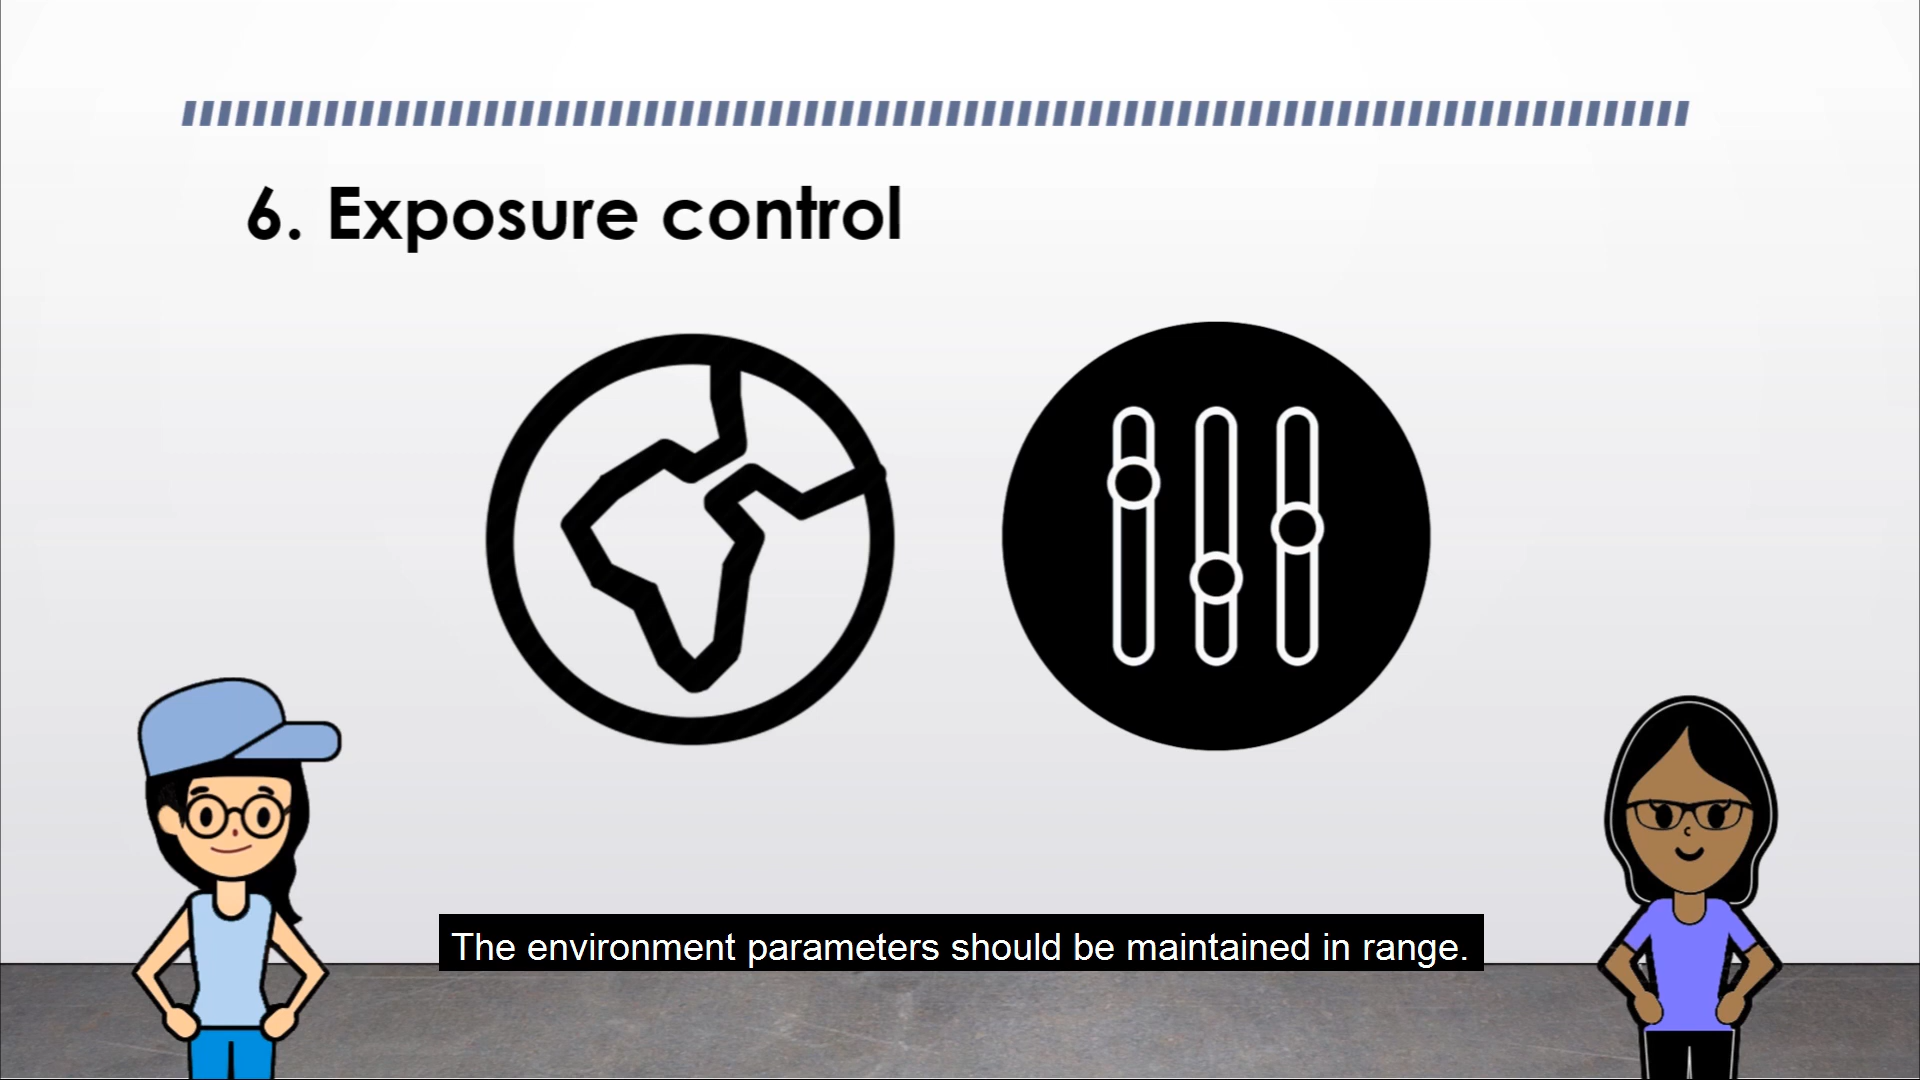 6. Exposure control
The environment parameters should be maintained in range.